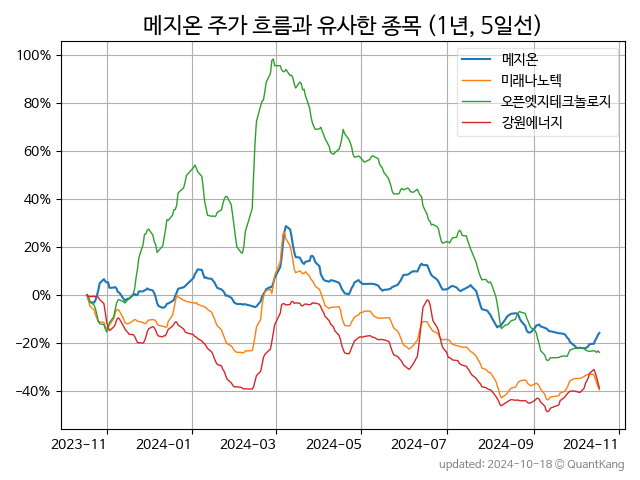 메지온 주가 흐름과 유사한 종목 (1년, 5일선)
메지온
미래나노텍
오픈엣지테크놀로지
강원에너지
100%
80%
60%
40%
20%
0%
−20%
−40%
2023-11
2024-01
2024-03
2024-05
2024-07
2024-09
2024-11
updated: 2024-10-18 © QuantKang